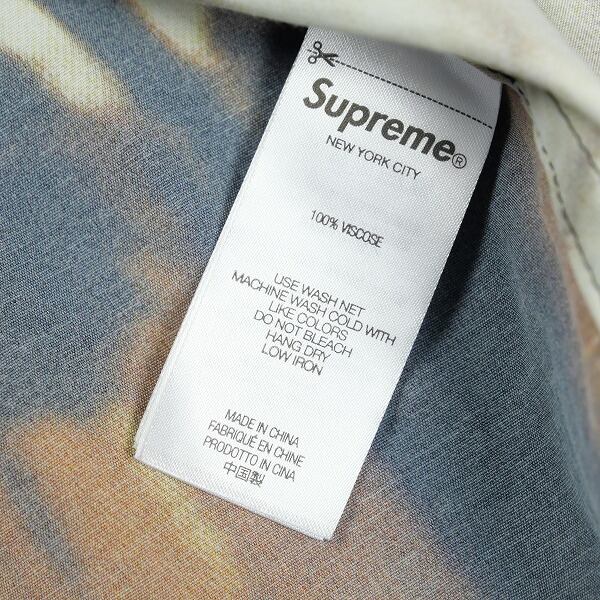 Supreme®
NEW YORK CITY
100% VISCOSE
USE WASH NET
MACHINE WASH COLD WITH
LIKE COLORS
DO NOT BLEACH
HANG DRY
LOW IRON
MADE IN CHINA
FABRIQUÉ EN CHINE
PRODOTTO IN CINA
中国製